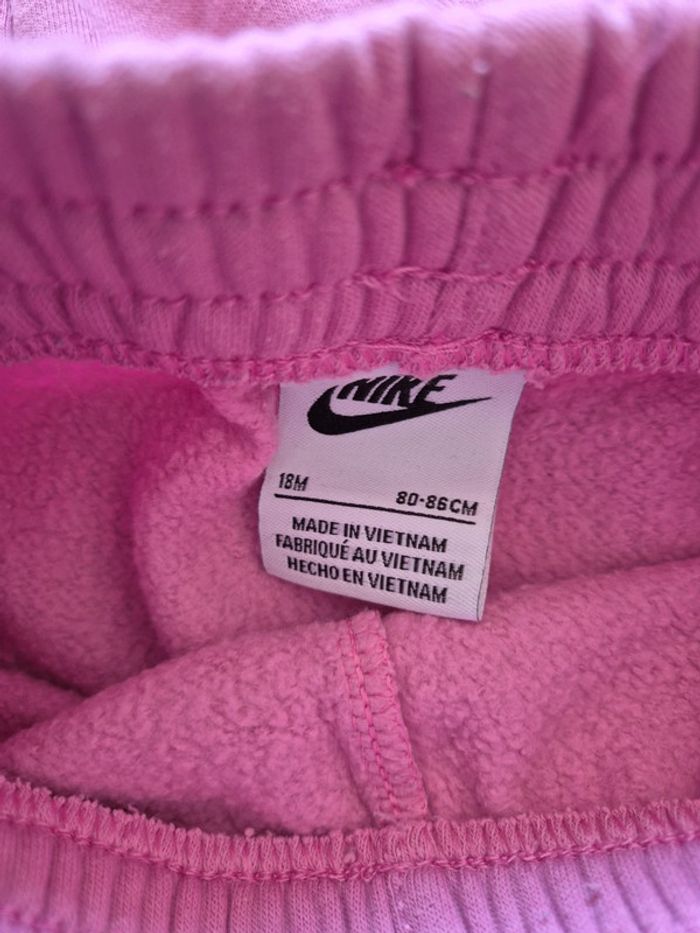 NIKE
18M
80-86CM
MADE IN VIETNAM
FABRIQUÉ AU VIETNAM
HECHO EN VIETNAM